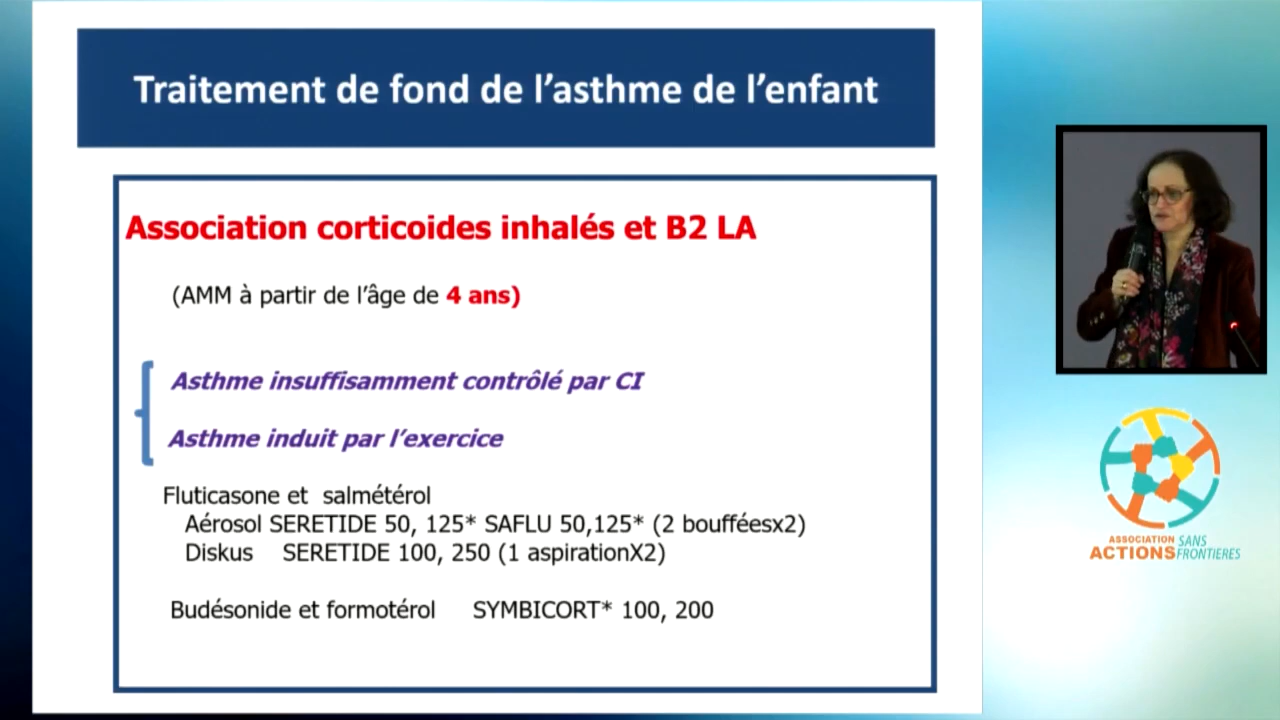 Traitement de fond de l'asthme de l'enfant
Association corticoides inhalés et B2 LA
(AMM à partir de l'âge de 4 ans)
Asthme insuffisamment contrôlé par CI
Asthme induit par l'exercice
Fluticasone et salmétérol
Aérosol SERETIDE 50, 125* SAFLU 50,125* (2 boufféesx2)
Diskus SERETIDE 100, 250 (1 aspirationX2)
Budésonide et formotérol SYMBICORT* 100, 200
ASSOCIATION SANS
ACTIONS FRONTIERES